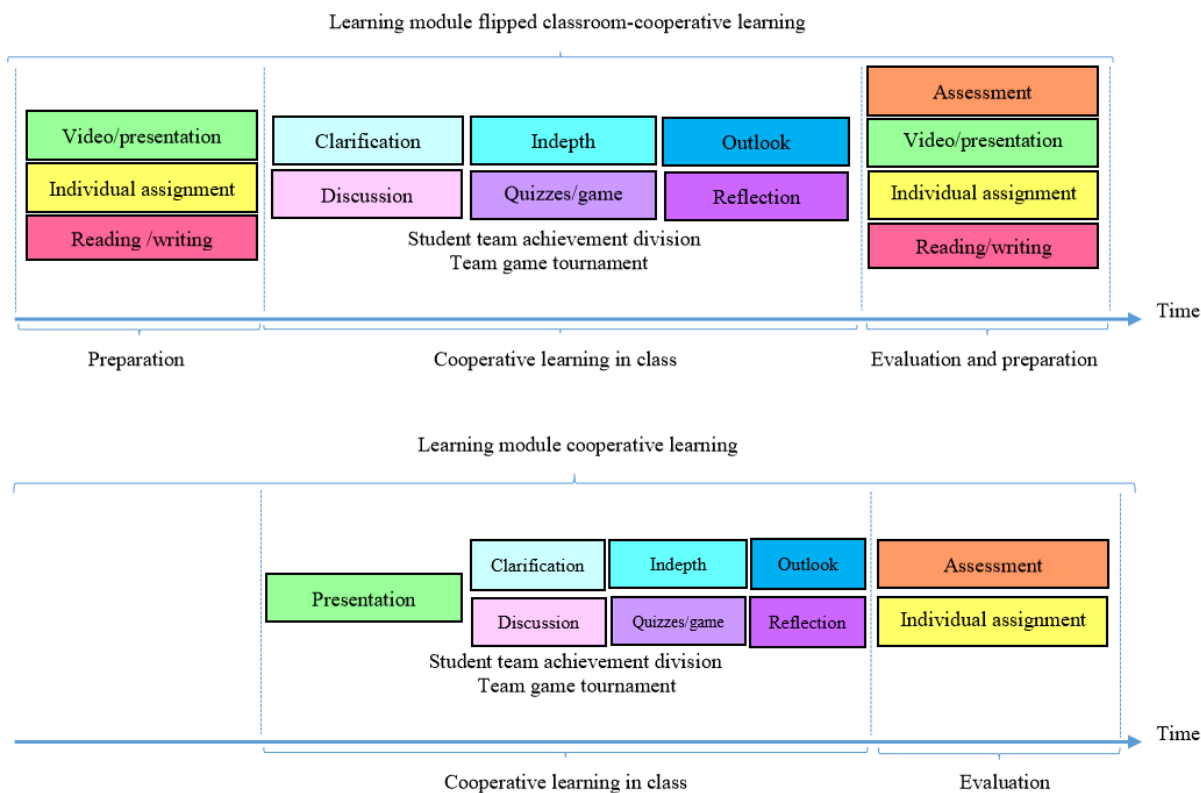 Learning module flipped classroom-cooperative learning
Assessment
Video/presentation
Clarification
Indepth
Outlook
Video/presentation
Individual assignment
Discussion
Quizzes/game
Reflection
Individual assignment
Reading /writing
Student team achievement division
Team game tournament
Reading/writing
Time
Preparation
Cooperative learning in class
Evaluation and preparation
Learning module cooperative learning
Presentation
Clarification
Indepth
Outlook
Assessment
Discussion
Quizzes/game
Reflection
Individual assignment
Student team achievement division
Team game tournament
Time
Cooperative learning in class
Evaluation